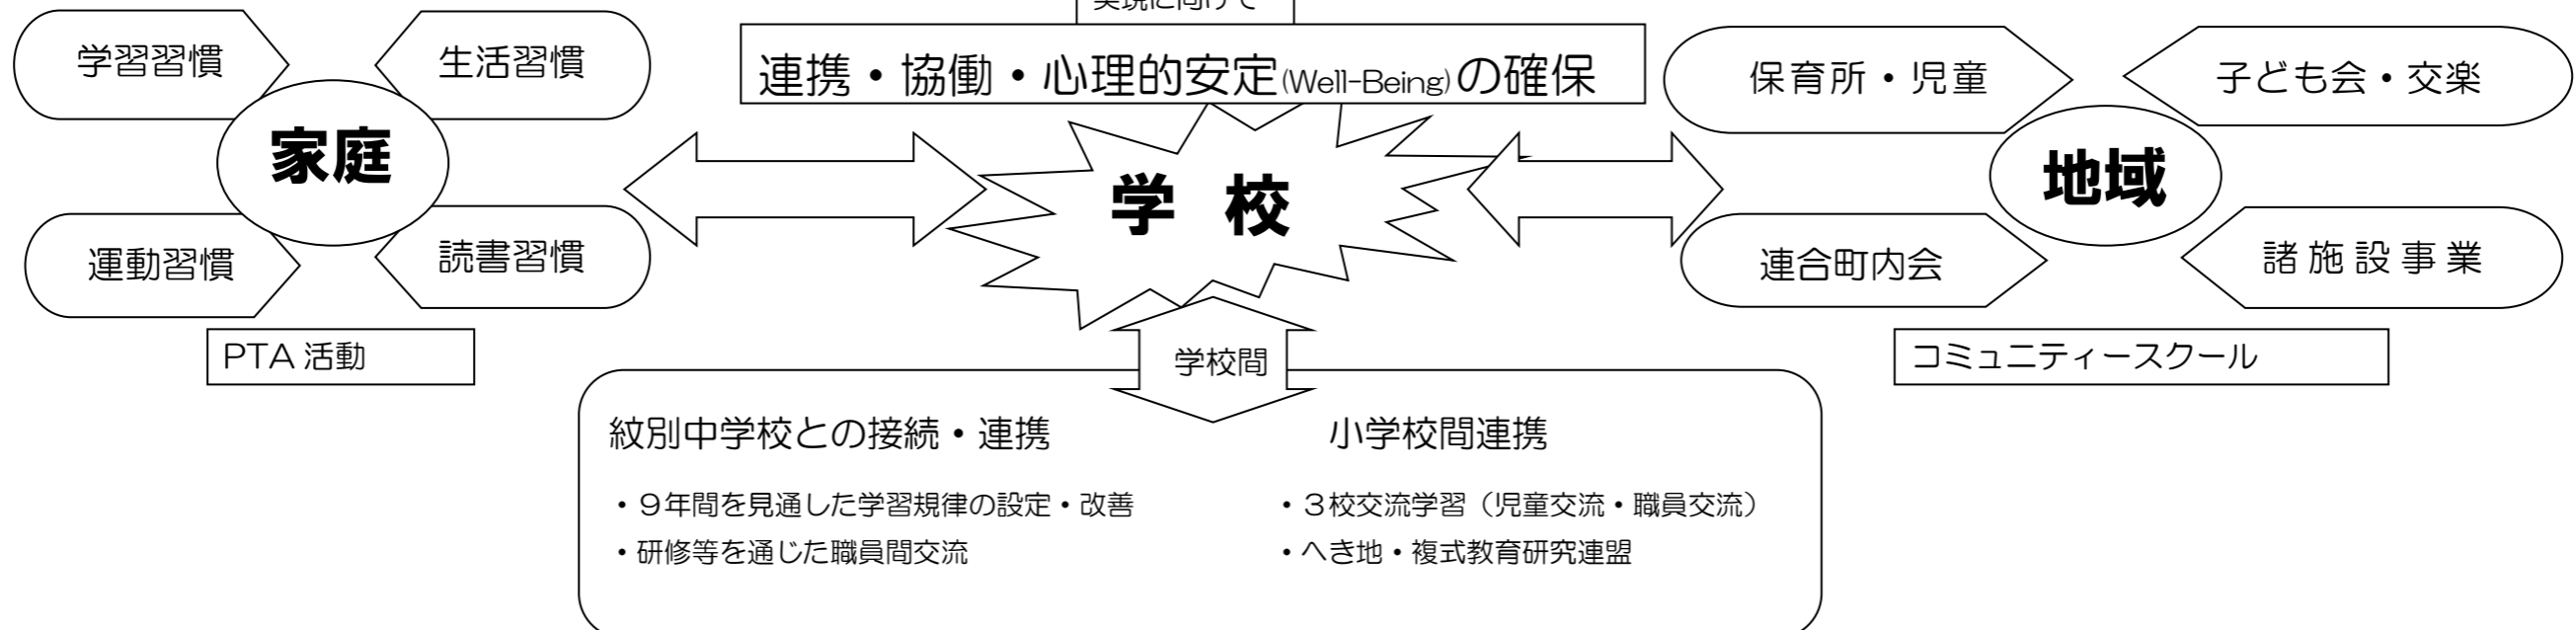 実現に向けて
連携・協働・心理的安定(Well-Being)の確保
学習習慣
生活習慣
家庭
運動習慣
読書習慣
PTA 活動
学 校
保育所・児童
子ども会・交楽
地域
連合町内会
諸施設事業
コミュニティースクール
学校間
紋別中学校との接続・連携
・９年間を見通した学習規律の設定・改善
・研修等を通じた職員間交流
小学校間連携
・３校交流学習（児童交流・職員交流）
・へき地・複式教育研究連盟